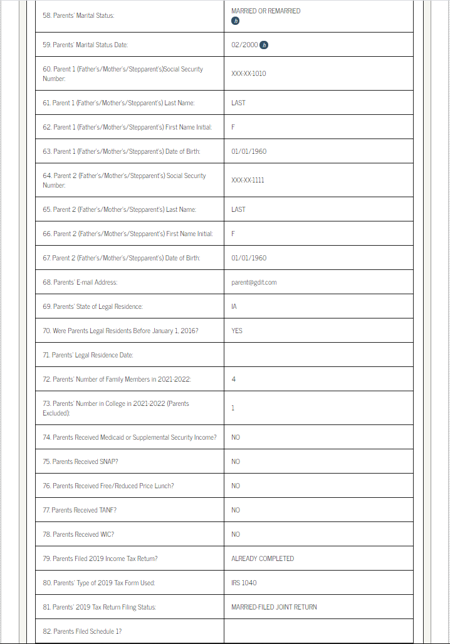 58. Parents' Marital Status:
MARRIED OR REMARRIED
59. Parents' Marital Status Date:
02/2000
60. Parent 1 (Father's/Mother's/Stepparent's)Social Security
Number:
XXX-XX-1010
61. Parent 1 (Father's/Mother's/Stepparent's) Last Name:
LAST
62. Parent 1 (Father's/Mother's/Stepparent's) First Name Initial:
F
63. Parent 1 (Father's/Mother's/Stepparent's) Date of Birth:
01/01/1960
64. Parent 2 (Father's/Mother's/Stepparent's) Social Security
Number:
XXX-XX-1111
65. Parent 2 (Father's/Mother's/Stepparent's) Last Name:
LAST
66. Parent 2 (Father's/Mother's/Stepparent's) First Name Initial:
F
67. Parent 2 (Father's/Mother's/Stepparent's) Date of Birth:
01/01/1960
68. Parents' E-mail Address:
parent@gdit.com
69. Parents' State of Legal Residence:
IA
70. Were Parents Legal Residents Before January 1, 2016?
YES
71. Parents' Legal Residence Date:
72. Parents' Number of Family Members in 2021-2022:
4
73. Parents' Number in College in 2021-2022 (Parents
Excluded):
1
74. Parents Received Medicaid or Supplemental Security Income?
NO
75. Parents Received SNAP?
NO
76. Parents Received Free/Reduced Price Lunch?
NO
77. Parents Received TANF?
NO
78. Parents Received WIC?
NO
79. Parents Filed 2019 Income Tax Return?
ALREADY COMPLETED
80. Parents' Type of 2019 Tax Form Used:
IRS 1040
81. Parents' 2019 Tax Return Filing Status:
MARRIED-FILED JOINT RETURN
82. Parents Filed Schedule 1?